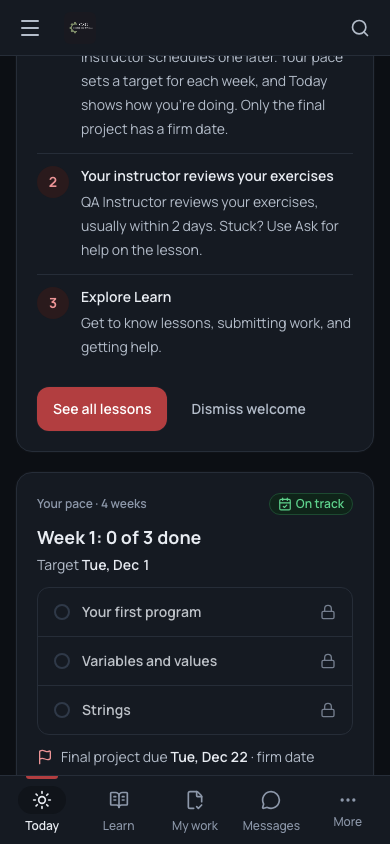 instructor schedules one later. Your pace
sets a target for each week, and Today
shows how you're doing. Only the final
project has a firm date.
2
Your instructor reviews your exercises
QA Instructor reviews your exercises,
usually within 2 days. Stuck? Use Ask for
help on the lesson.
3
Explore Learn
Get to know lessons, submitting work, and
getting help.
See all lessons
Dismiss welcome
Your pace · 4 weeks
On track
Week 1: 0 of 3 done
Target Tue, Dec 1
Your first program
Variables and values
Strings
Final project due Tue, Dec 22 · firm date
Today
Learn
My work
Messages
More